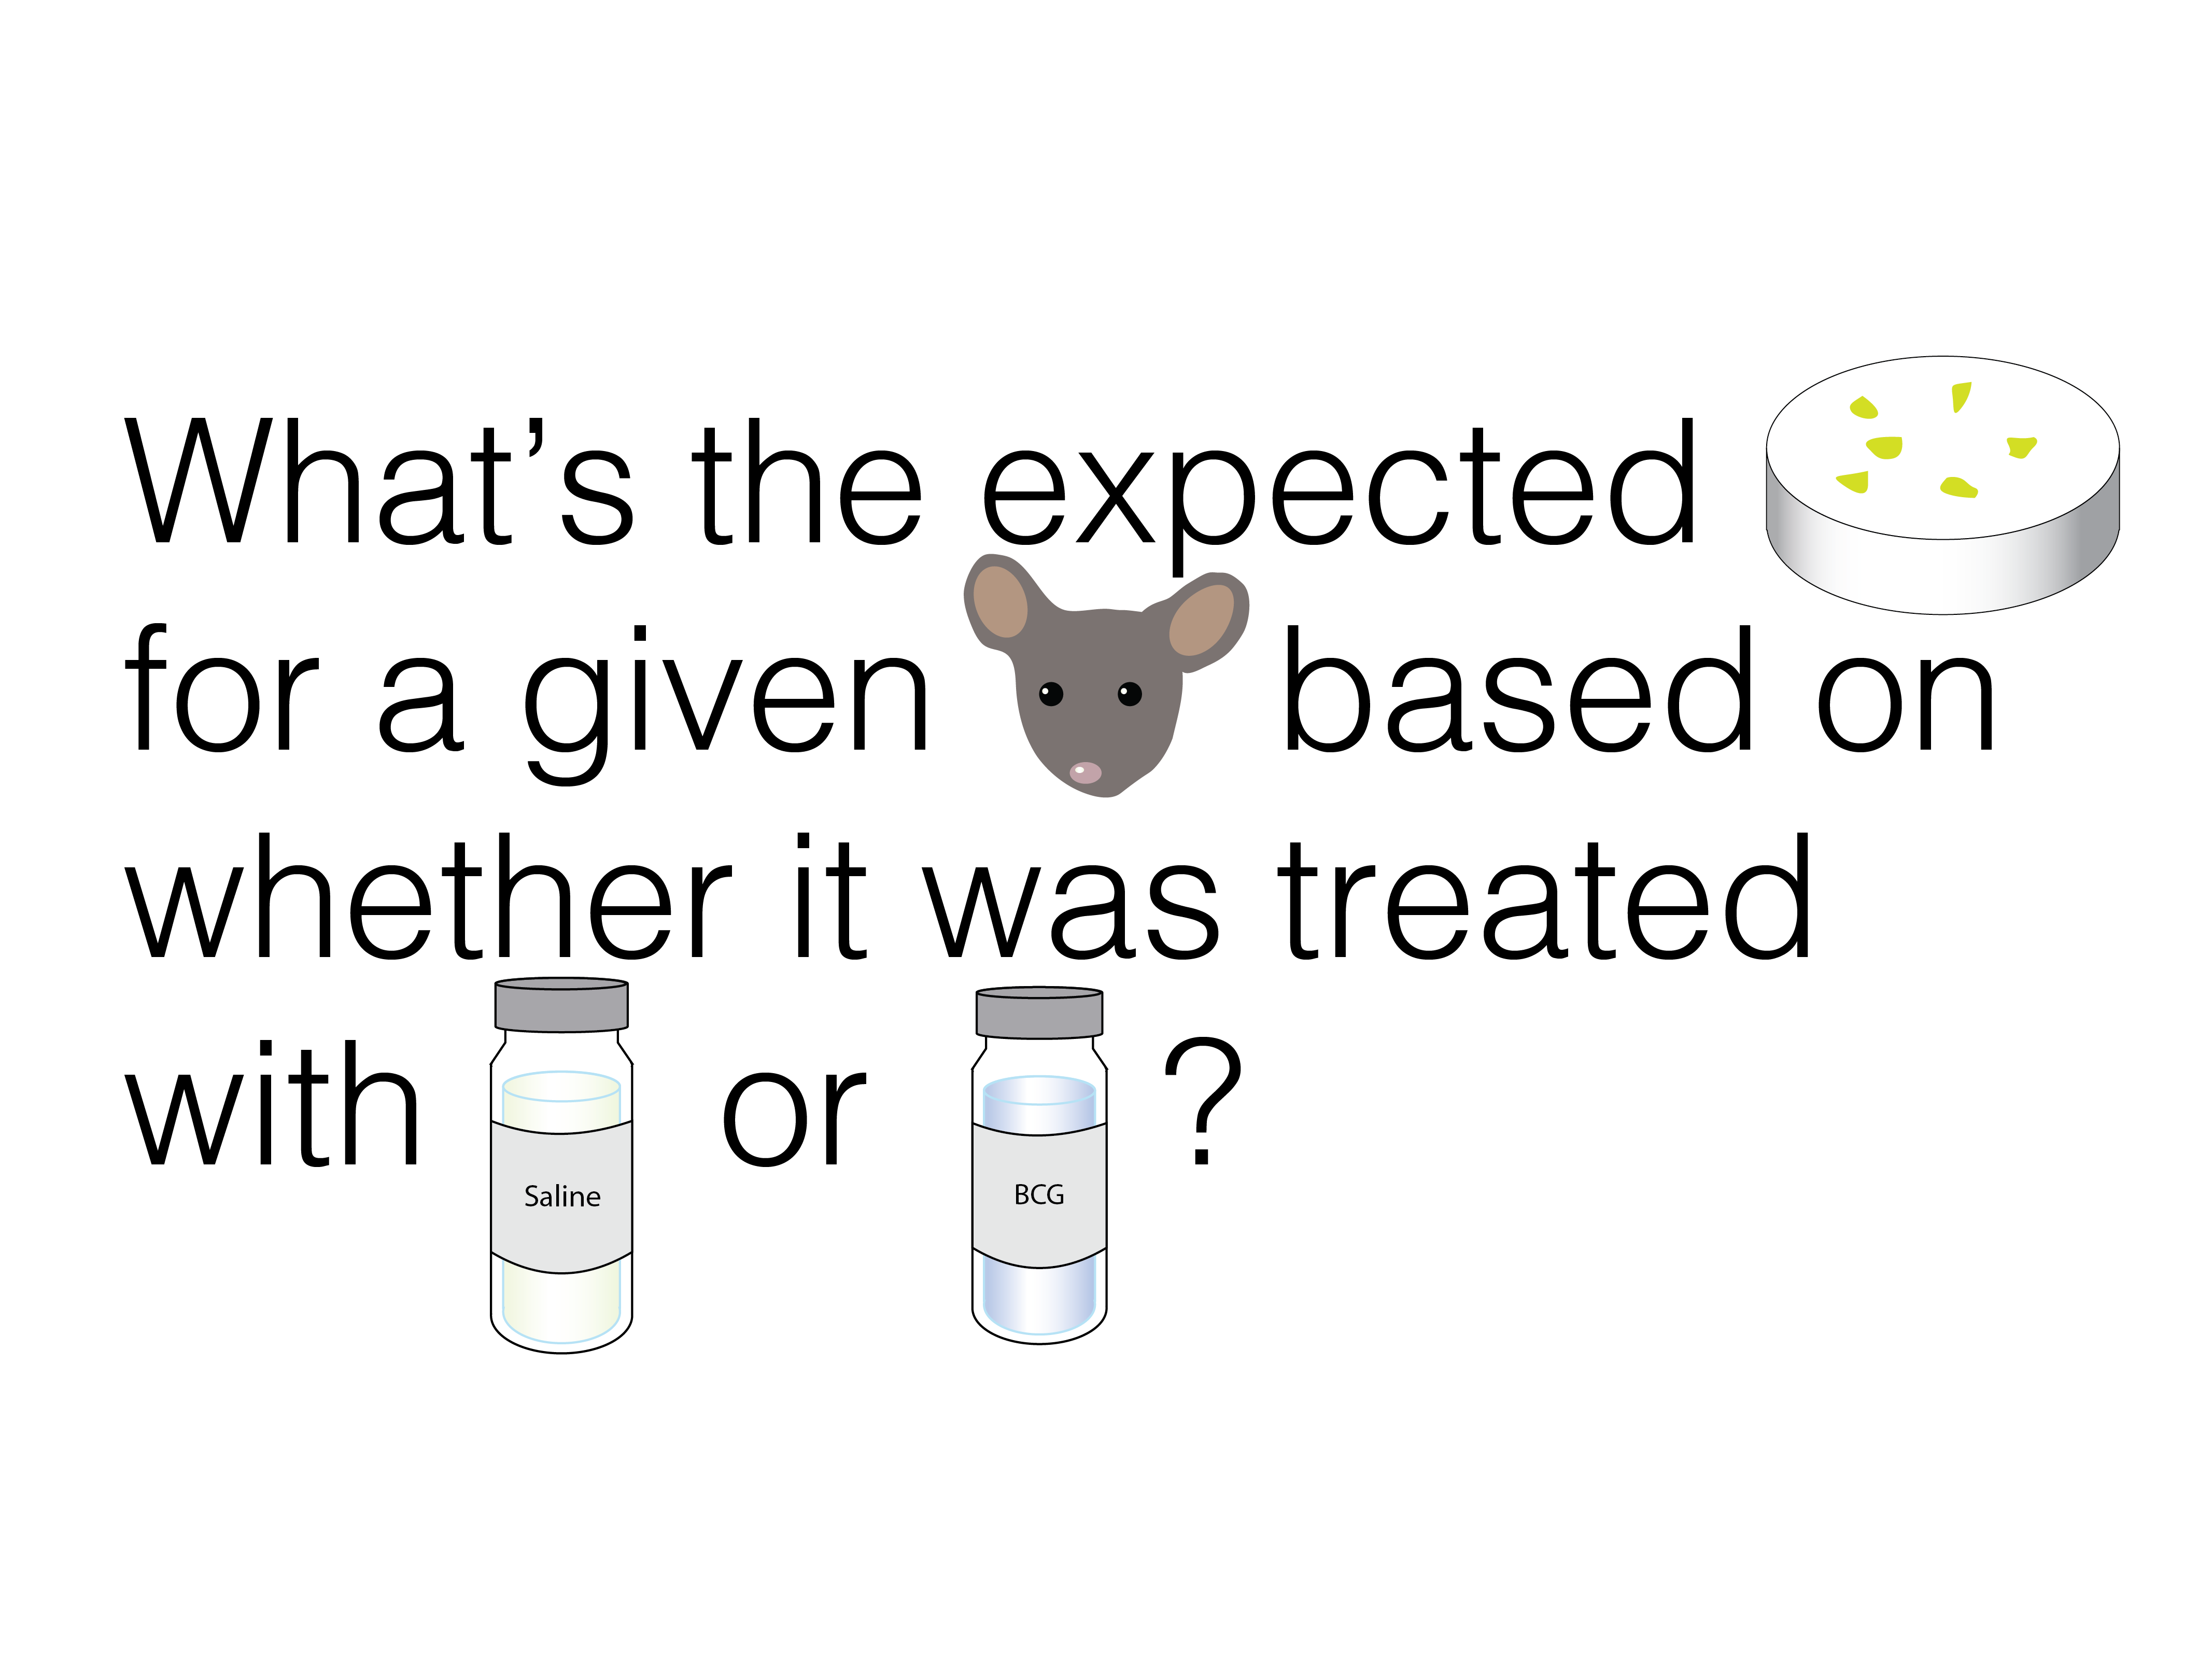 What’s the expected
for a given based on
whether it was treated
with or ?
Saline BCG